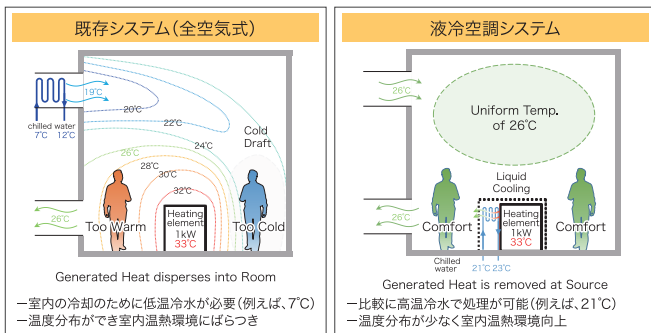 既存システム(全空気式)
19℃
20℃
chilled water
7℃ 12℃
22℃
Cold
Draft
24℃
26℃
28℃
30℃
32℃
26℃
Too Warm
Heating
element
1kW
33℃
Too Cold
Generated Heat disperses into Room
ー室内の冷却のために低温冷水が必要(例えば、7℃)
ー温度分布ができ室内温熱環境にばらつき
液冷空調システム
26℃
Uniform Temp.
of 26℃
Liquid
Cooling
26℃
Comfort
Heating
element
1kW
33℃
Comfort
Chilled
water
21℃ 23℃
Generated Heat is removed at Source
ー比較に高温冷水で処理が可能(例えば、21℃)
ー温度分布が少なく室内温熱環境向上